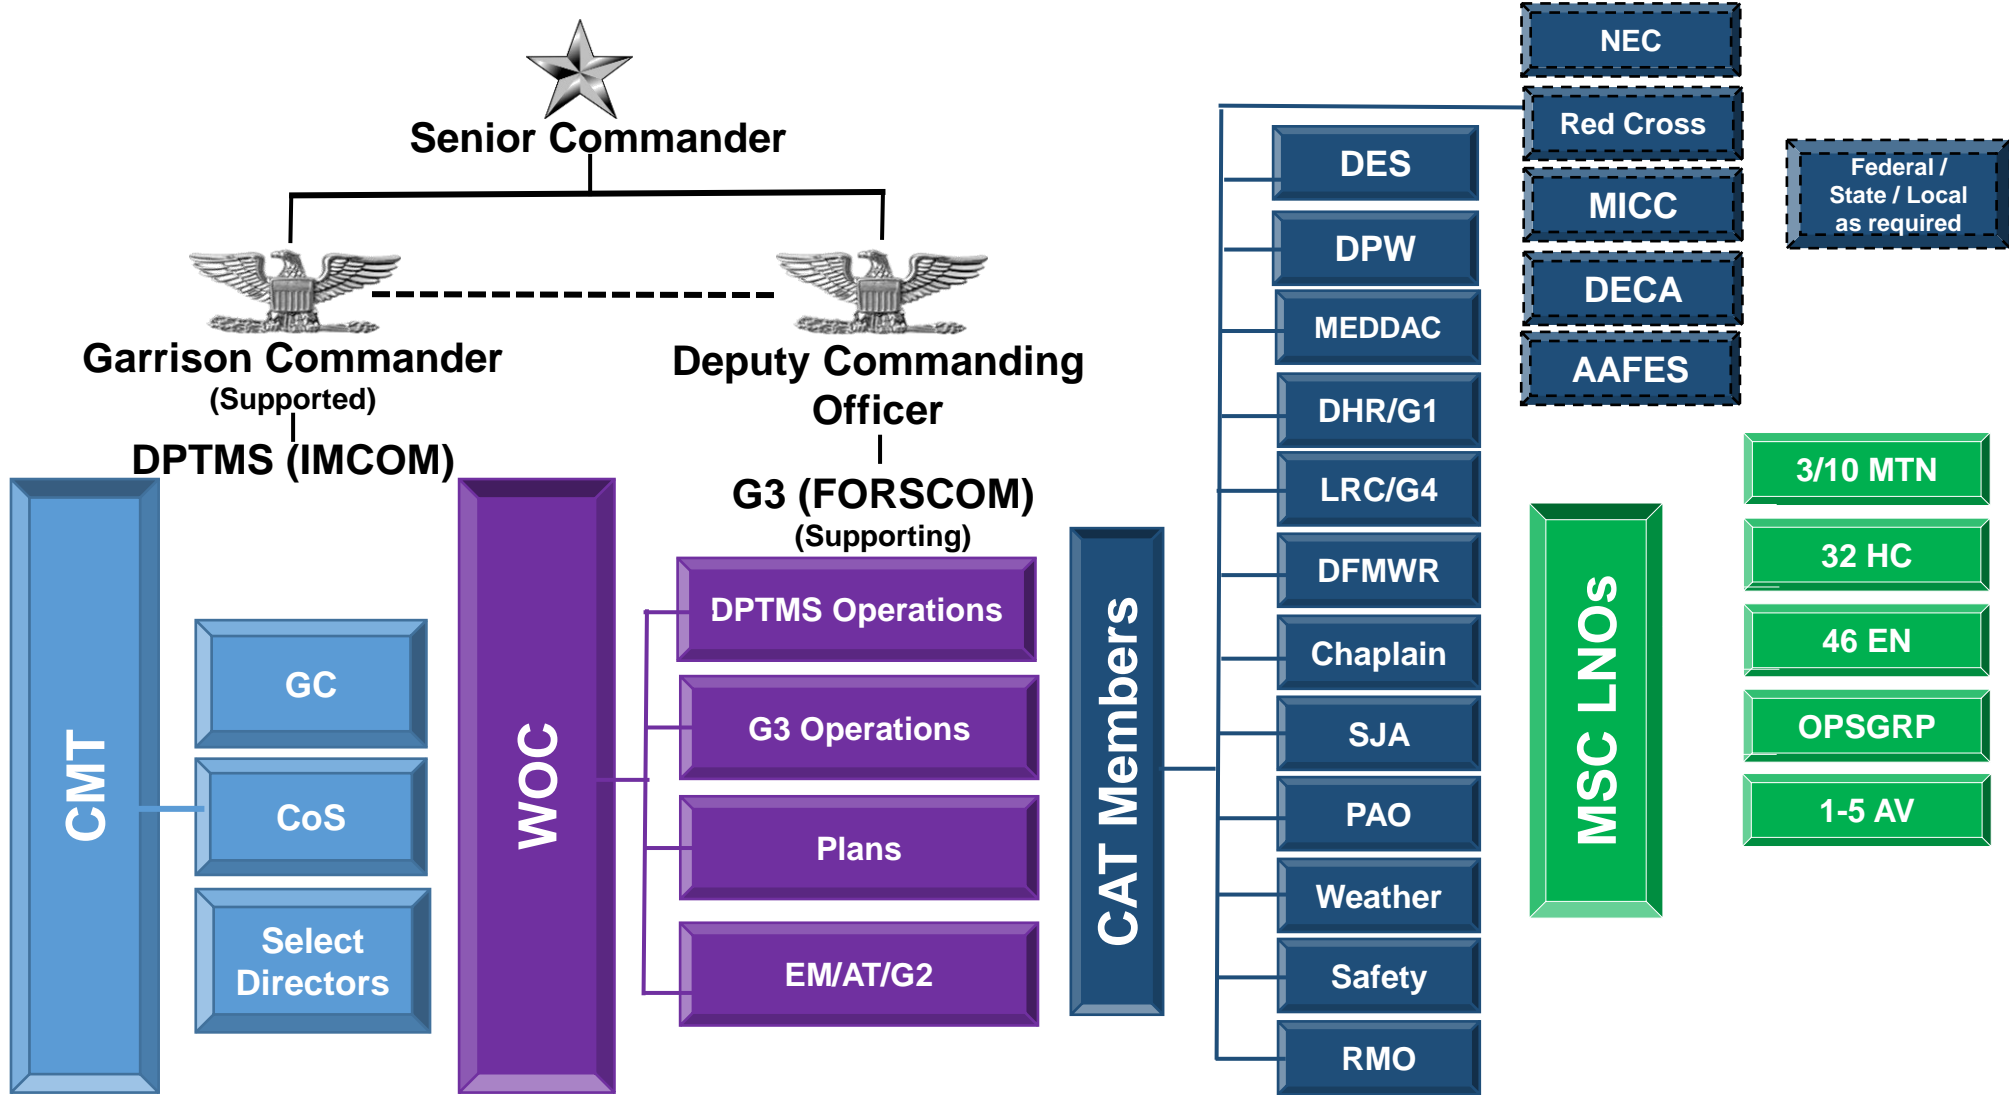 Senior Commander
Garrison Commander
(Supported)
DPTMS (IMCOM)
Deputy Commanding
Officer
G3 (FORSCOM)
(Supporting)
CMT
GC
CoS
Select
Directors
WOC
DPTMS Operations
G3 Operations
Plans
EM/AT/G2
CAT Members
DES
DPW
MEDDAC
DHR/G1
LRC/G4
DFMWR
Chaplain
SJA
PAO
Weather
Safety
RMO
NEC
Red Cross
MICC
DECA
AAFES
Federal /
State / Local
as required
MSC LNOs
3/10 MTN
32 HC
46 EN
OPSGRP
1-5 AV